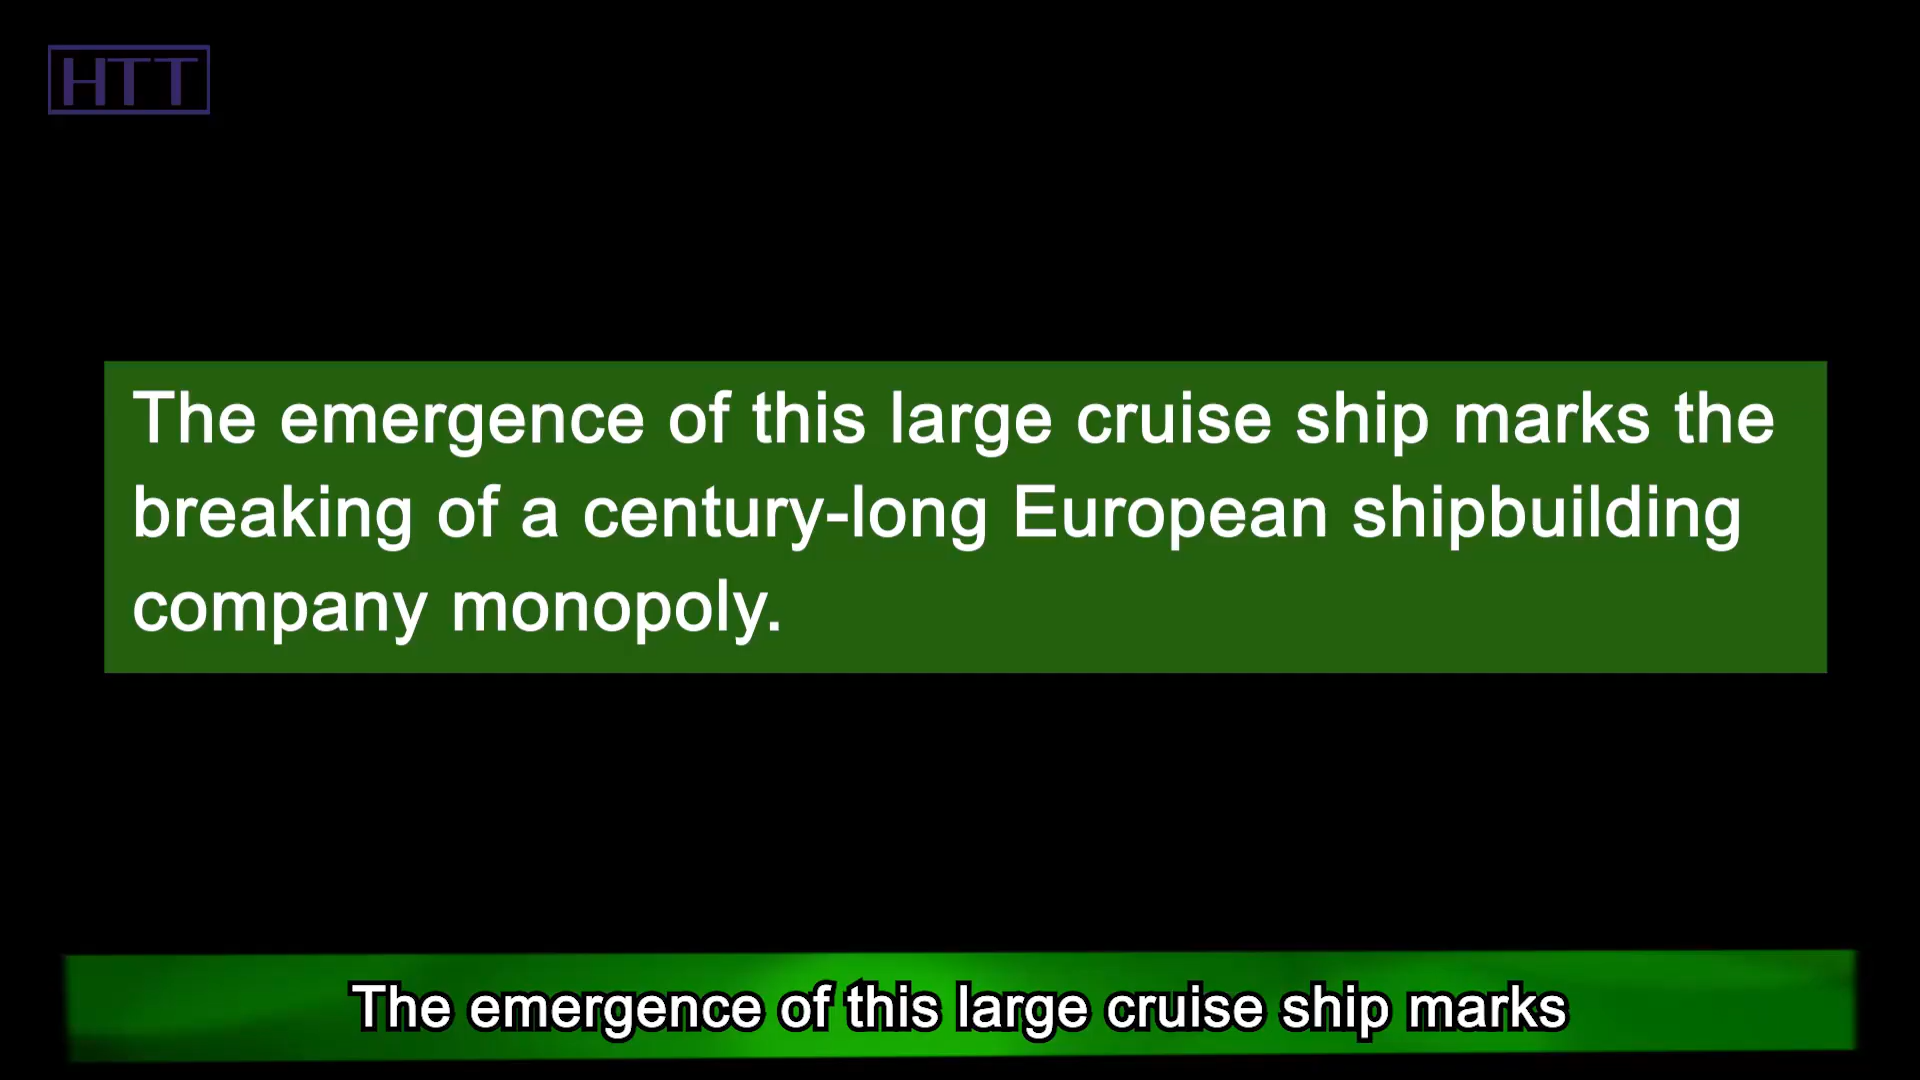 HTT
The emergence of this large cruise ship marks the
breaking of a century-long European shipbuilding
company monopoly.
The emergence of this large cruise ship marks